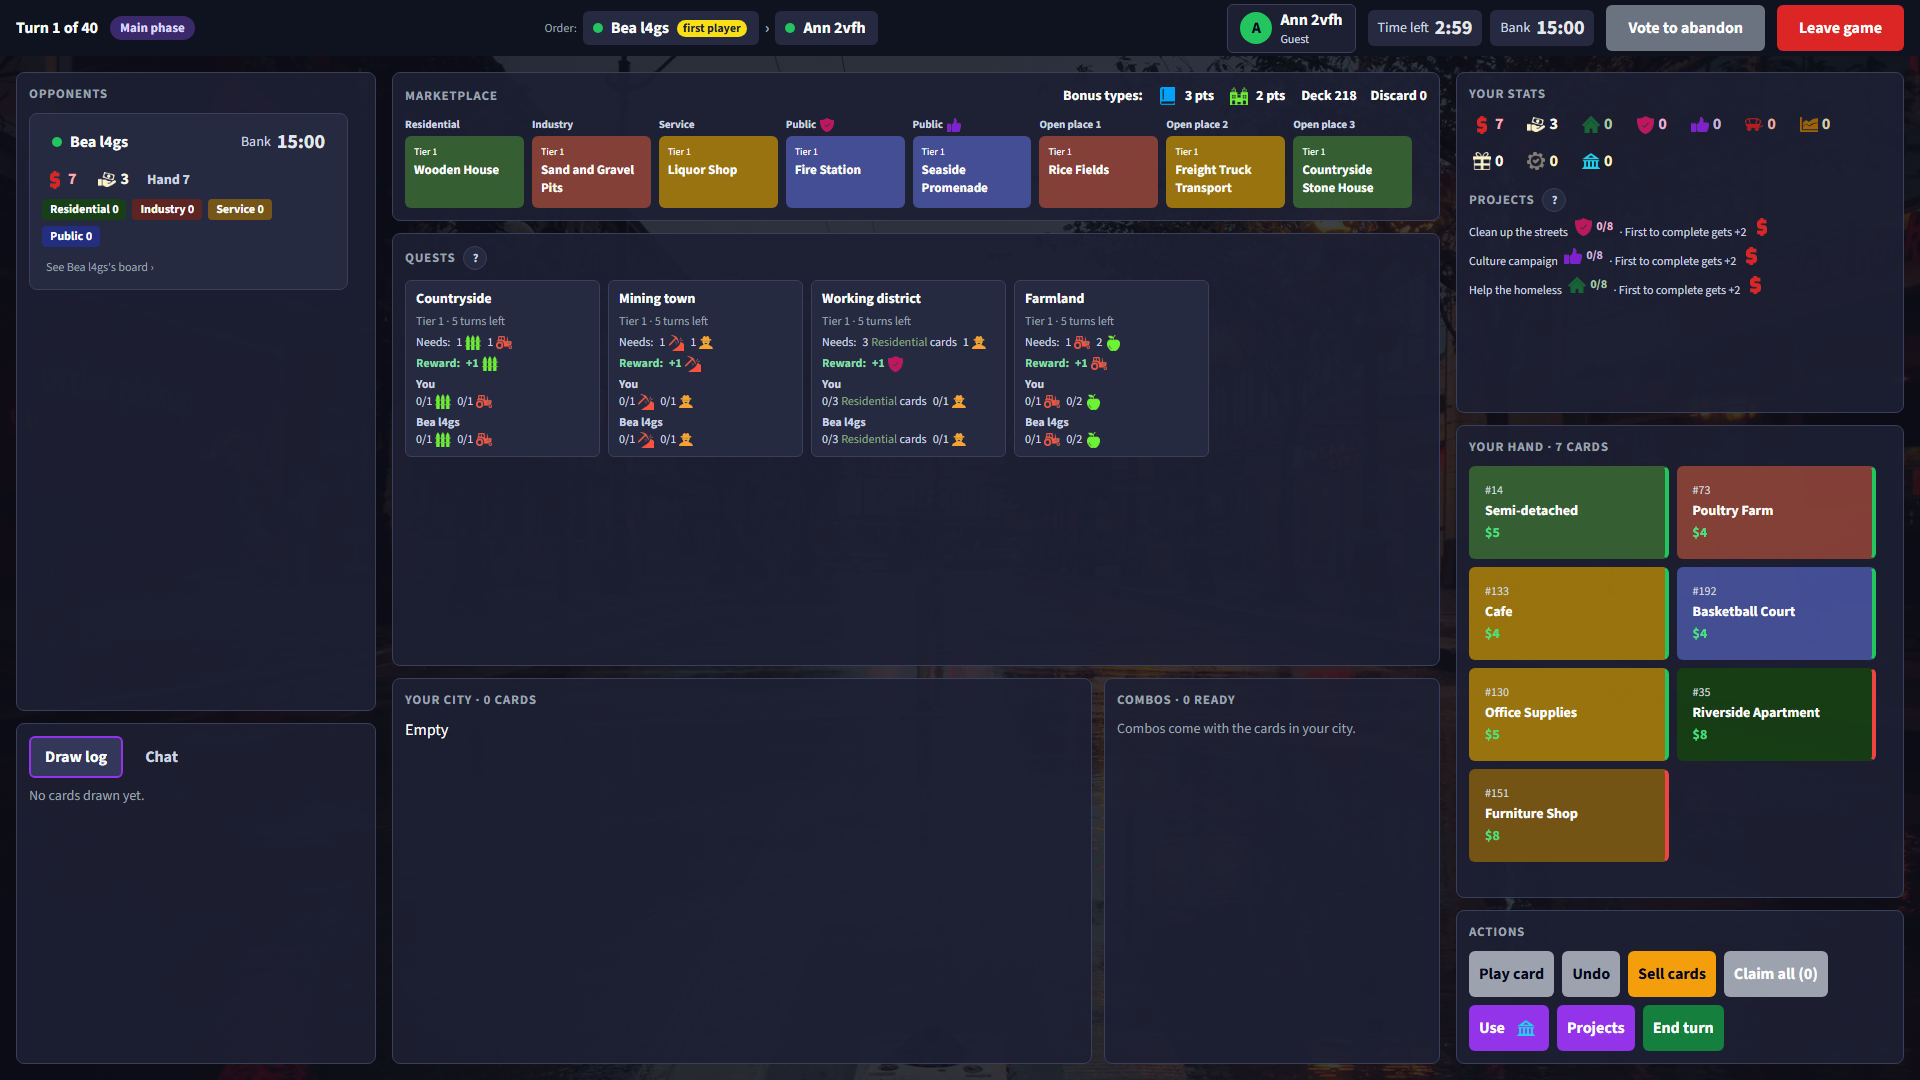 Turn 1 of 40
Main phase
Order:
Bea l4gs
first player
›
Ann 2vfh
A
Ann 2vfh
Guest
Time left 2:59
Bank 15:00
Vote to abandon
Leave game
OPPONENTS
Bea l4gs
Bank 15:00
7
3
Hand 7
Residential 0
Industry 0
Service 0
Public 0
See Bea l4gs's board ›
Draw log
Chat
No cards drawn yet.
MARKETPLACE
Bonus types:
3 pts
2 pts
Deck 218
Discard 0
Residential
Tier 1
Wooden House
Industry
Tier 1
Sand and Gravel
Pits
Service
Tier 1
Liquor Shop
Public
Tier 1
Fire Station
Public
Tier 1
Seaside
Promenade
Open place 1
Tier 1
Rice Fields
Open place 2
Tier 1
Freight Truck
Transport
Open place 3
Tier 1
Countryside
Stone House
QUESTS
?
Countryside
Tier 1 · 5 turns left
Needs: 1 1
Reward: +1
You
0/1 0/1
Bea l4gs
0/1 0/1
Mining town
Tier 1 · 5 turns left
Needs: 1 1
Reward: +1
You
0/1 0/1
Bea l4gs
0/1 0/1
Working district
Tier 1 · 5 turns left
Needs: 3 Residential cards 1
Reward: +1
You
0/3 Residential cards 0/1
Bea l4gs
0/3 Residential cards 0/1
Farmland
Tier 1 · 5 turns left
Needs: 1 2
Reward: +1
You
0/1 0/2
Bea l4gs
0/1 0/2
YOUR CITY · 0 CARDS
Empty
COMBOS · 0 READY
Combos come with the cards in your city.
YOUR STATS
7 3 0 0 0 0 0
0 0 0
PROJECTS
?
Clean up the streets 0/8 · First to complete gets +2
Culture campaign 0/8 · First to complete gets +2
Help the homeless 0/8 · First to complete gets +2
YOUR HAND · 7 CARDS
#14
Semi-detached
$5
#73
Poultry Farm
$4
#133
Cafe
$4
#192
Basketball Court
$4
#130
Office Supplies
$5
#35
Riverside Apartment
$8
#151
Furniture Shop
$8
ACTIONS
Play card
Undo
Sell cards
Claim all (0)
Use
Projects
End turn